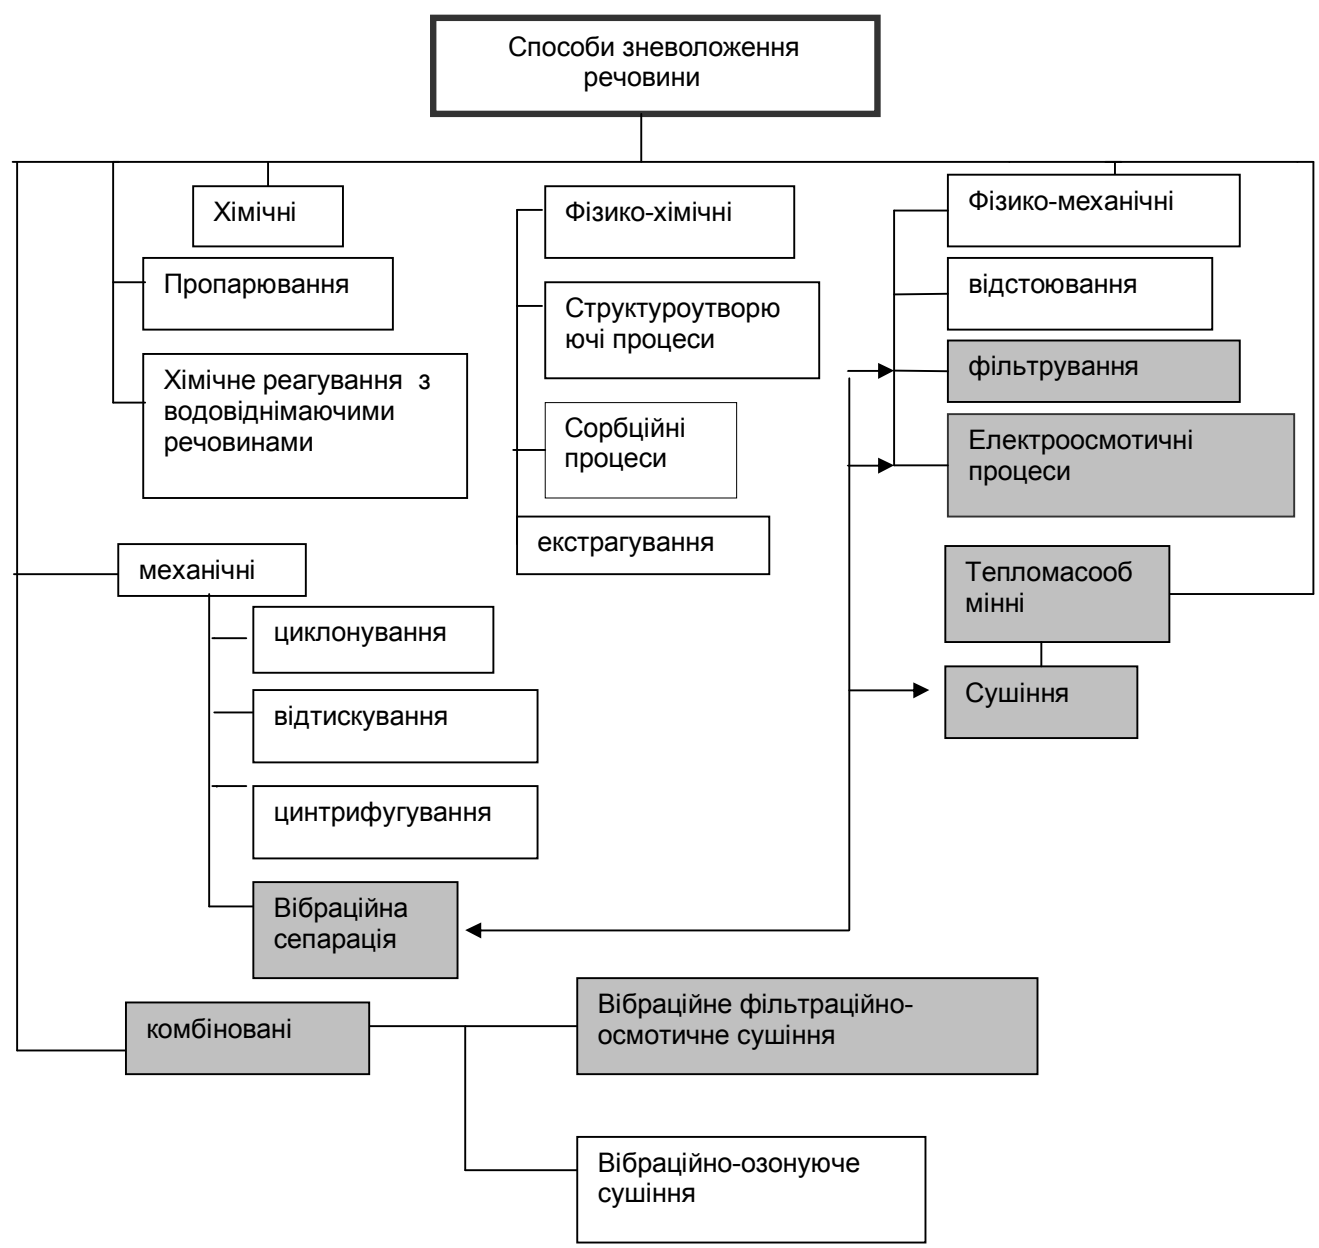 Способи зневоложення
речовини
Хімічні
Пропарювання
Хімічне реагування з
водовіднімаючими
речовинами
Фізико-хімічні
Структуроутворю
ючі процеси
Сорбційні
процеси
екстрагування
Фізико-механічні
відстоювання
фільтрування
Електроосмотичні
процеси
Тепломасооб
мінні
Сушіння
механічні
циклонування
відтискування
цинтрифугування
Вібраційна
сепарація
комбіновані
Вібраційне фільтраційно-
осмотичне сушіння
Вібраційно-озонуюче
сушіння